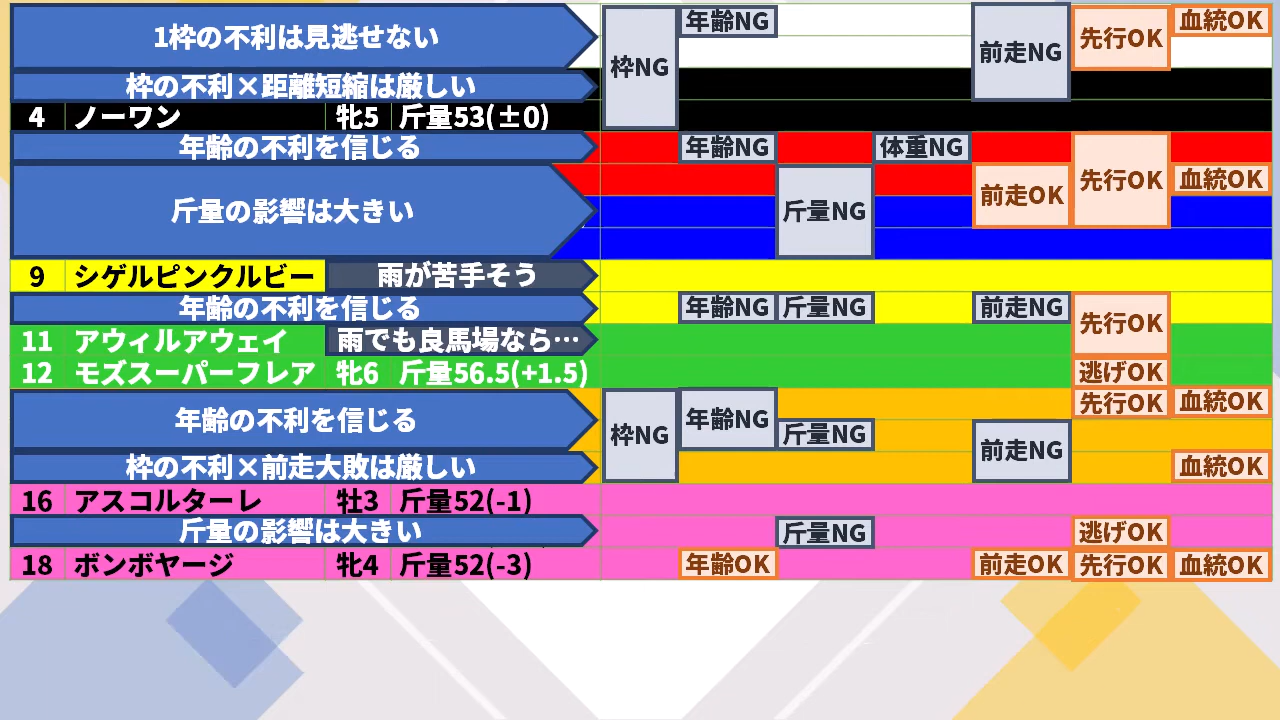 1枠の不利は見逃せない
枠NG
年齢NG
前走NG
先行OK
血統OK
枠の不利×距離短縮は厳しい
4 ノーワン 牝5 斤量53(±0)
年齢の不利を信じる
年齢NG
体重NG
先行OK
斤量の影響は大きい
斤量NG
前走OK
血統OK
9 シゲルピンクルビー 雨が苦手そう
年齢の不利を信じる
年齢NG
斤量NG
前走NG
先行OK
11 アウィルアウェイ 雨でも良馬場なら…
12 モズスーパーフレア 牝6 斤量56.5(+1.5)
逃げOK
年齢の不利を信じる
枠NG
年齢NG
斤量NG
前走NG
先行OK
血統OK
枠の不利×前走大敗は厳しい
血統OK
16 アスコルターレ 牡3 斤量52(-1)
斤量の影響は大きい
斤量NG
逃げOK
18 ボンボヤージ 牝4 斤量52(-3)
年齢OK
前走OK
先行OK
血統OK